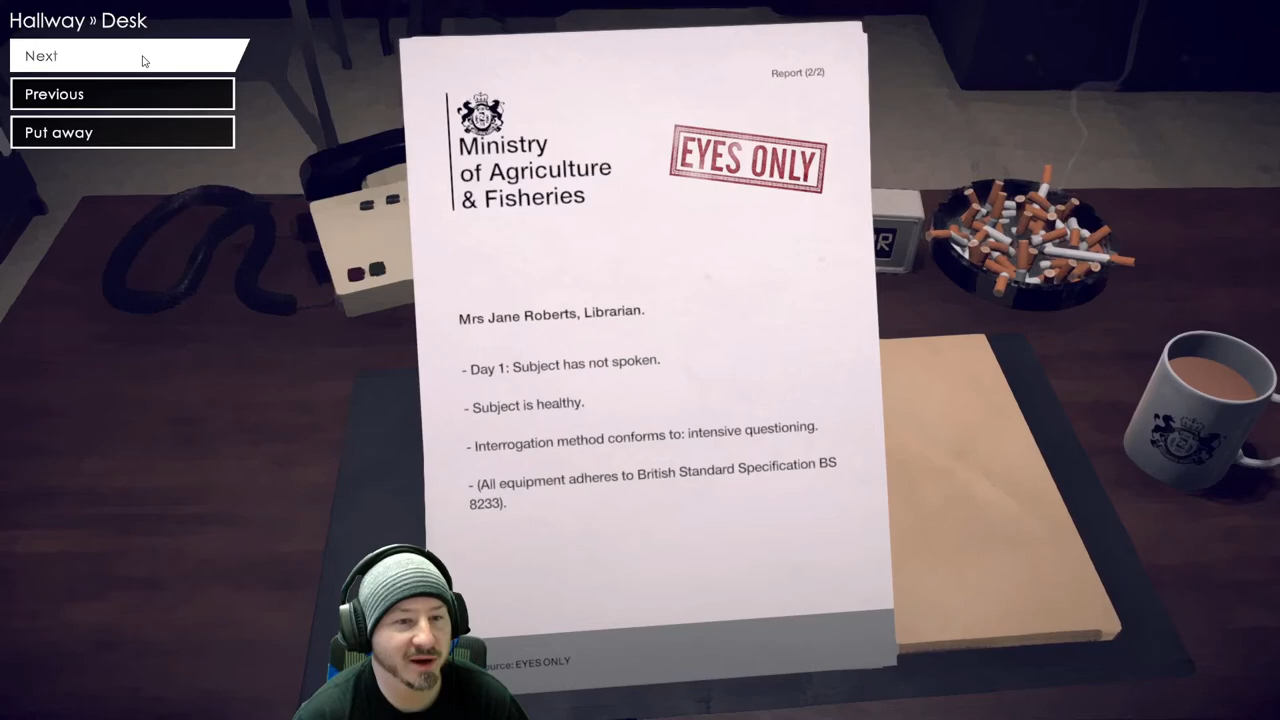 Hallway » Desk
Next
Previous
Put away
Report (2/2)
Ministry
of Agriculture
& Fisheries
EYES ONLY
Mrs Jane Roberts, Librarian.
- Day 1: Subject has not spoken.
- Subject is healthy.
- Interrogation method conforms to: intensive questioning.
- (All equipment adheres to British Standard Specification BS
8233).
EYES ONLY